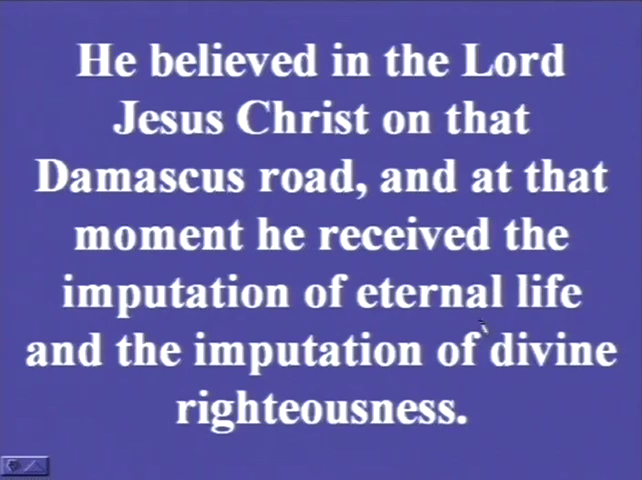 He believed in the Lord
Jesus Christ on that
Damascus road, and at that
moment he received the
imputation of eternal life
and the imputation of divine
righteousness.